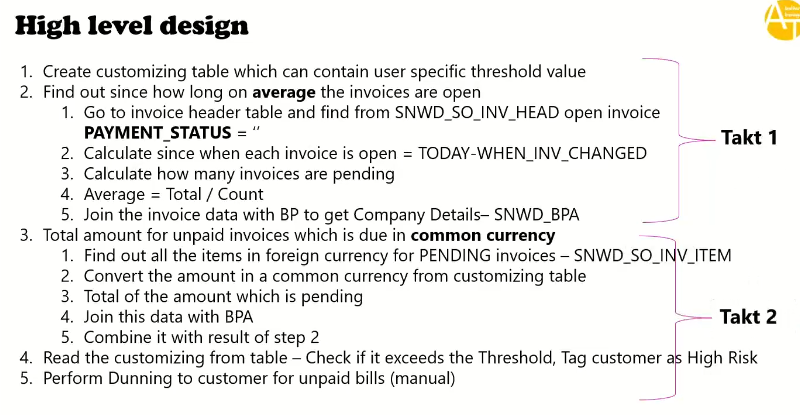 High level design
1. Create customizing table which can contain user specific threshold value
2. Find out since how long on average the invoices are open
1. Go to invoice header table and find from SNWD_SO_INV_HEAD open invoice
PAYMENT_STATUS = ‘’
2. Calculate since when each invoice is open = TODAY-WHEN_INV_CHANGED
3. Calculate how many invoices are pending
4. Average = Total / Count
5. Join the invoice data with BP to get Company Details– SNWD_BPA
Takt 1
3. Total amount for unpaid invoices which is due in common currency
1. Find out all the items in foreign currency for PENDING invoices – SNWD_SO_INV_ITEM
2. Convert the amount in a common currency from customizing table
3. Total of the amount which is pending
4. Join this data with BPA
5. Combine it with result of step 2
4. Read the customizing from table – Check if it exceeds the Threshold, Tag customer as High Risk
5. Perform Dunning to customer for unpaid bills (manual)
Takt 2